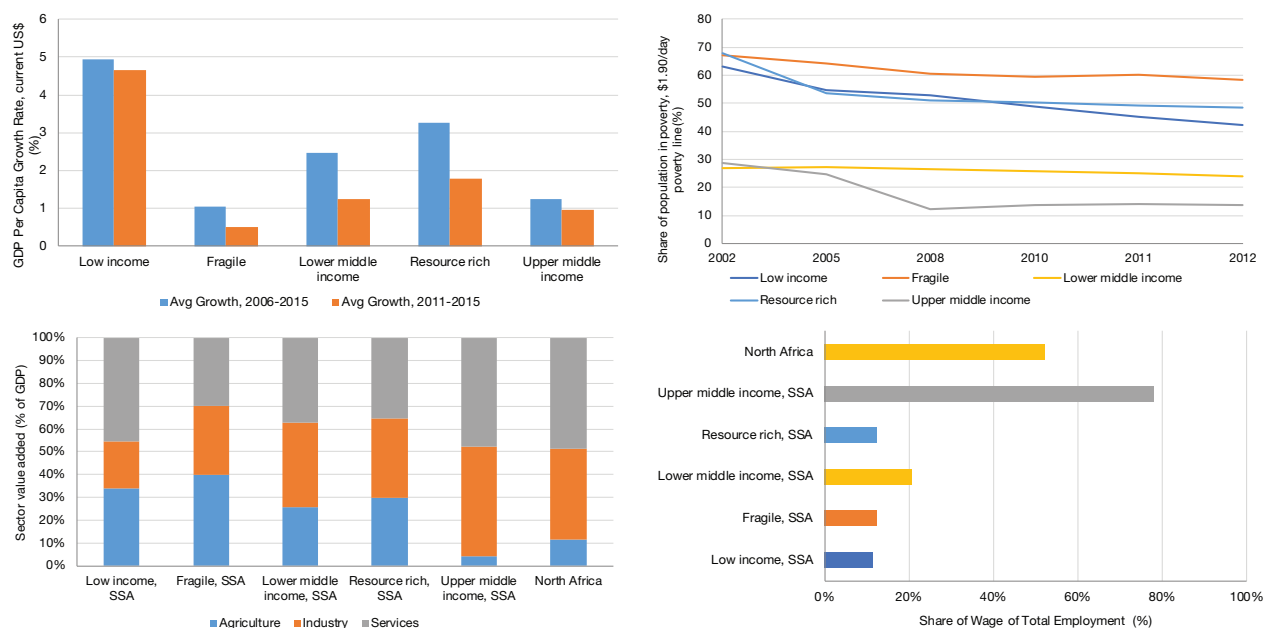 GDP Per Capita Growth Rate, current US$
(%)
6
5
4
3
2
1
0
Low income
Fragile
Lower middle
income
Resource rich
Upper middle
income
Avg Growth, 2006-2015
Avg Growth, 2011-2015
Share of population in poverty, $1.90/day
poverty line(%)
80
70
60
50
40
30
20
10
0
2002
2005
2008
2010
2011
2012
Low income
Fragile
Lower middle income
Resource rich
Upper middle income
Sector value added (% of GDP)
100%
90%
80%
70%
60%
50%
40%
30%
20%
10%
0%
Low income,
SSA
Fragile, SSA
Lower middle
income, SSA
Resource rich,
SSA
Upper middle
income, SSA
North Africa
Agriculture
Industry
Services
North Africa
Upper middle income, SSA
Resource rich, SSA
Lower middle income, SSA
Fragile, SSA
Low income, SSA
0%
20%
40%
60%
80%
100%
Share of Wage of Total Employment (%)